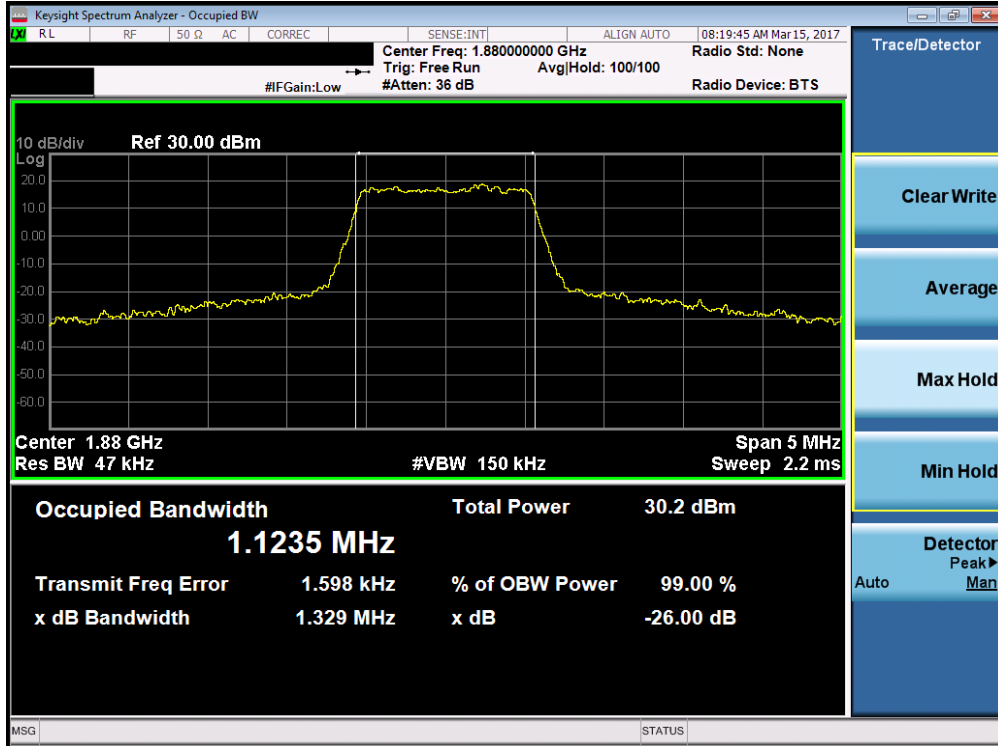 Keysight Spectrum Analyzer - Occupied BW
LXI RL RF 50 Ω AC CORREC SENSE:INT ALIGN AUTO 08:19:45 AM Mar 15, 2017
Center Freq: 1.880000000 GHz Radio Std: None
Trig: Free Run Avg|Hold: 100/100
#IFGain:Low #Atten: 36 dB Radio Device: BTS
10 dB/div Ref 30.00 dBm
Log
20.0
10.0
0.00
-10.0
-20.0
-30.0
-40.0
-50.0
-60.0
Center 1.88 GHz Span 5 MHz
Res BW 47 kHz #VBW 150 kHz Sweep 2.2 ms
Occupied Bandwidth Total Power 30.2 dBm
1.1235 MHz
Transmit Freq Error 1.598 kHz % of OBW Power 99.00 %
x dB Bandwidth 1.329 MHz x dB -26.00 dB
MSG STATUS
Trace/Detector
Clear Write
Average
Max Hold
Min Hold
Detector
Peak▶
Auto Man